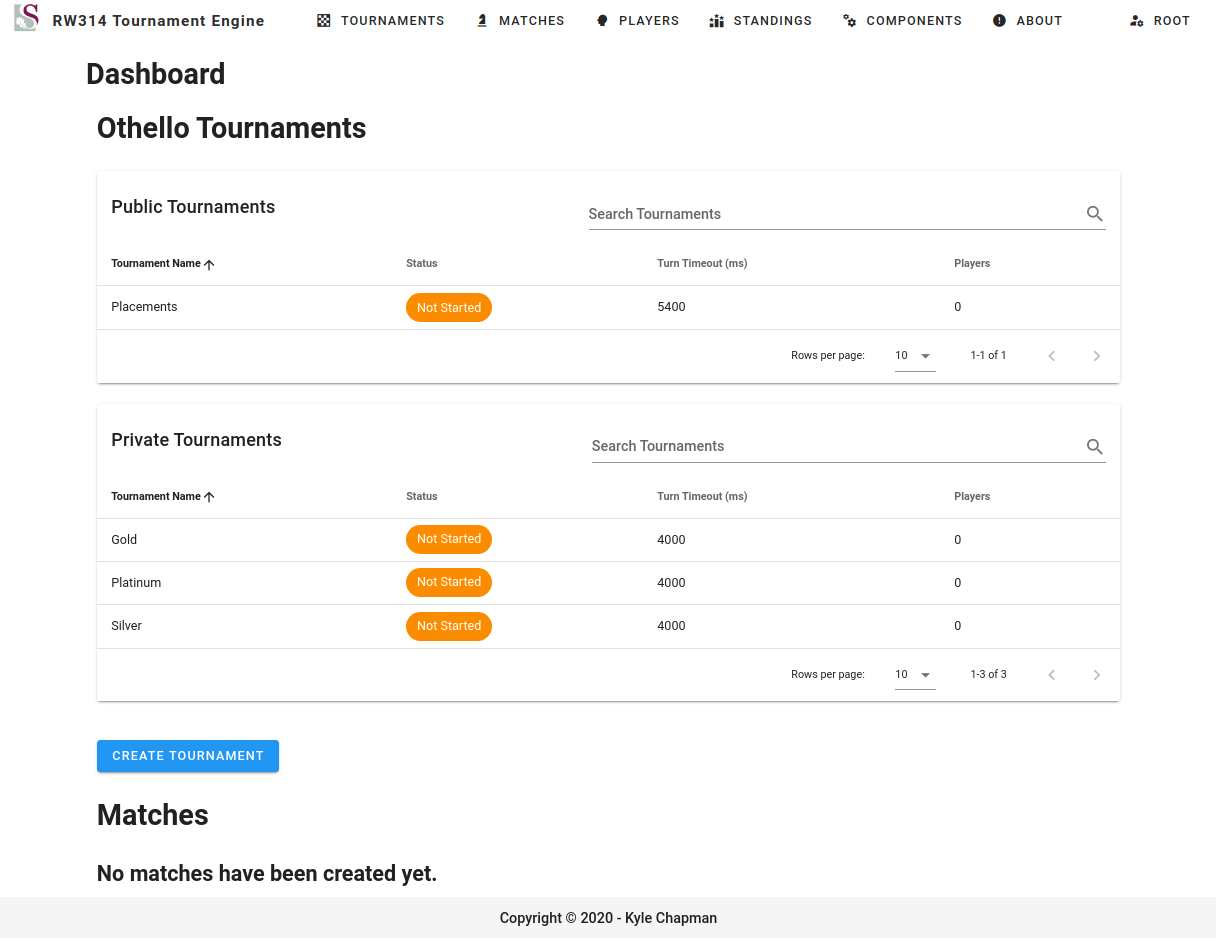 RW314 Tournament Engine TOURNAMENTS MATCHES PLAYERS STANDINGS COMPONENTS ABOUT ROOT
Dashboard
Othello Tournaments
Public Tournaments Search Tournaments
Tournament Name Status Turn Timeout (ms) Players
Placements Not Started 5400 0
Rows per page: 10 1-1 of 1
Private Tournaments Search Tournaments
Tournament Name Status Turn Timeout (ms) Players
Gold Not Started 4000 0
Platinum Not Started 4000 0
Silver Not Started 4000 0
Rows per page: 10 1-3 of 3
CREATE TOURNAMENT
Matches
No matches have been created yet.
Copyright © 2020 - Kyle Chapman